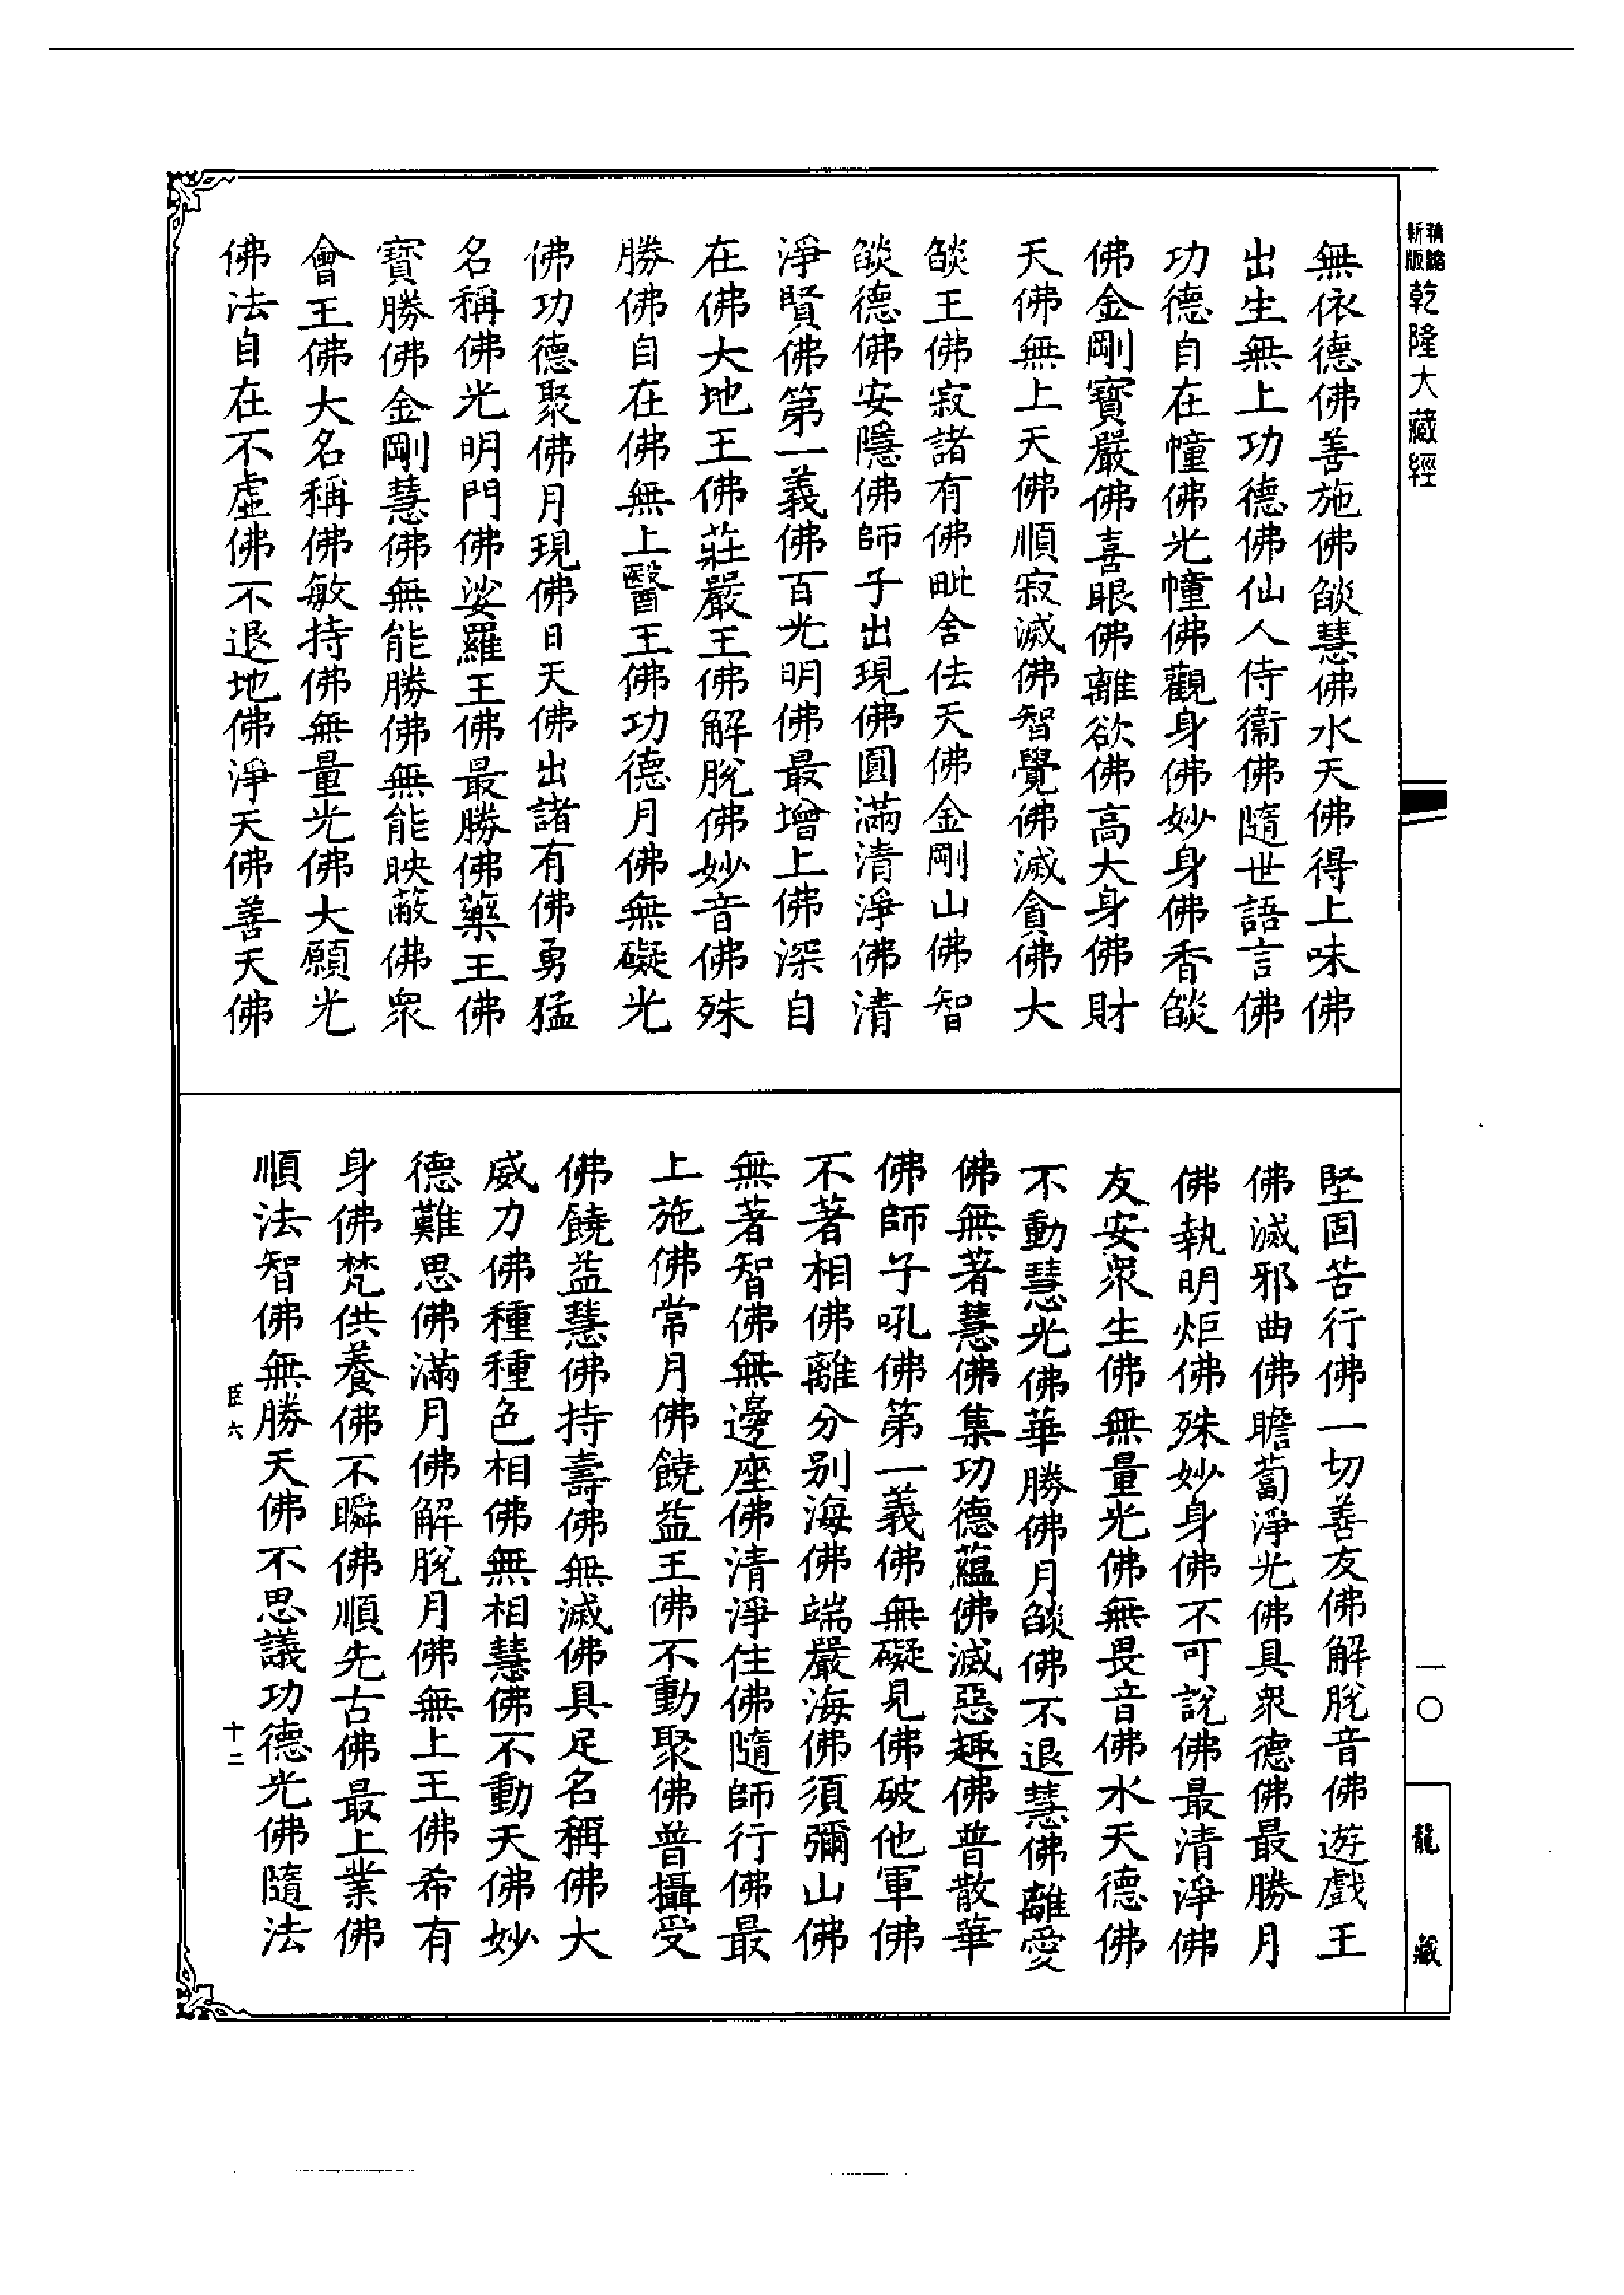 新版
乾隆大藏經
無依德佛善施佛燄慧佛水天佛得上味佛
出生無上功德佛仙人侍衞佛隨世語言佛
功德自在幢佛光幢佛觀身佛妙身佛香燄
佛金剛寶嚴佛喜眼佛離欲佛高大身佛財
天佛無上天佛順寂滅佛智覺佛滅貪佛大
燄王佛寂諸有佛毗舍佉天佛金剛山佛智
燄德佛安隱佛師子出現佛圓滿清淨佛清
淨賢佛第一義佛百光明佛最增上佛深自
在佛大地王佛莊嚴王佛解脫佛妙音佛殊
勝佛自在佛無上醫王佛功德月佛無礙光
佛功德聚佛月現佛日天佛出諸有佛勇猛
名稱佛光明門佛娑羅王佛最勝佛藥王佛
寶勝佛金剛慧佛無能勝佛無能映蔽佛眾
會王佛大名稱佛敏持佛無量光佛大願光
佛法自在不虛佛不退地佛淨天佛善天佛
堅固苦行佛一切善友佛解脫音佛遊戲王
佛滅邪曲佛瞻蔔淨光佛具衆德佛最勝月
佛執明炬佛殊妙身佛不可說佛最清淨佛
友安衆生佛無量光佛無畏音佛水天德佛
不動慧光佛華勝佛月燄佛不退慧佛離愛
佛無著慧佛集功德蘊佛滅惡趣佛普散華
佛師子吼佛第一義佛無礙見佛破他軍佛
不著相佛離分別海佛端嚴海佛須彌山佛
無著智佛無邊座佛清淨住佛隨師行佛最
上施佛常月佛饒益王佛不動聚佛普攝受
佛饒益慧佛持壽佛無滅佛具足名稱佛大
威力佛種種色相佛無相慧佛不動天佛妙
德難思佛滿月佛解脫月佛無上王佛希有
身佛梵供養佛不瞬佛順先古佛最上業佛
順法智佛無勝天佛不思議功德光佛隨法
臣六
十二
一〇
龍藏